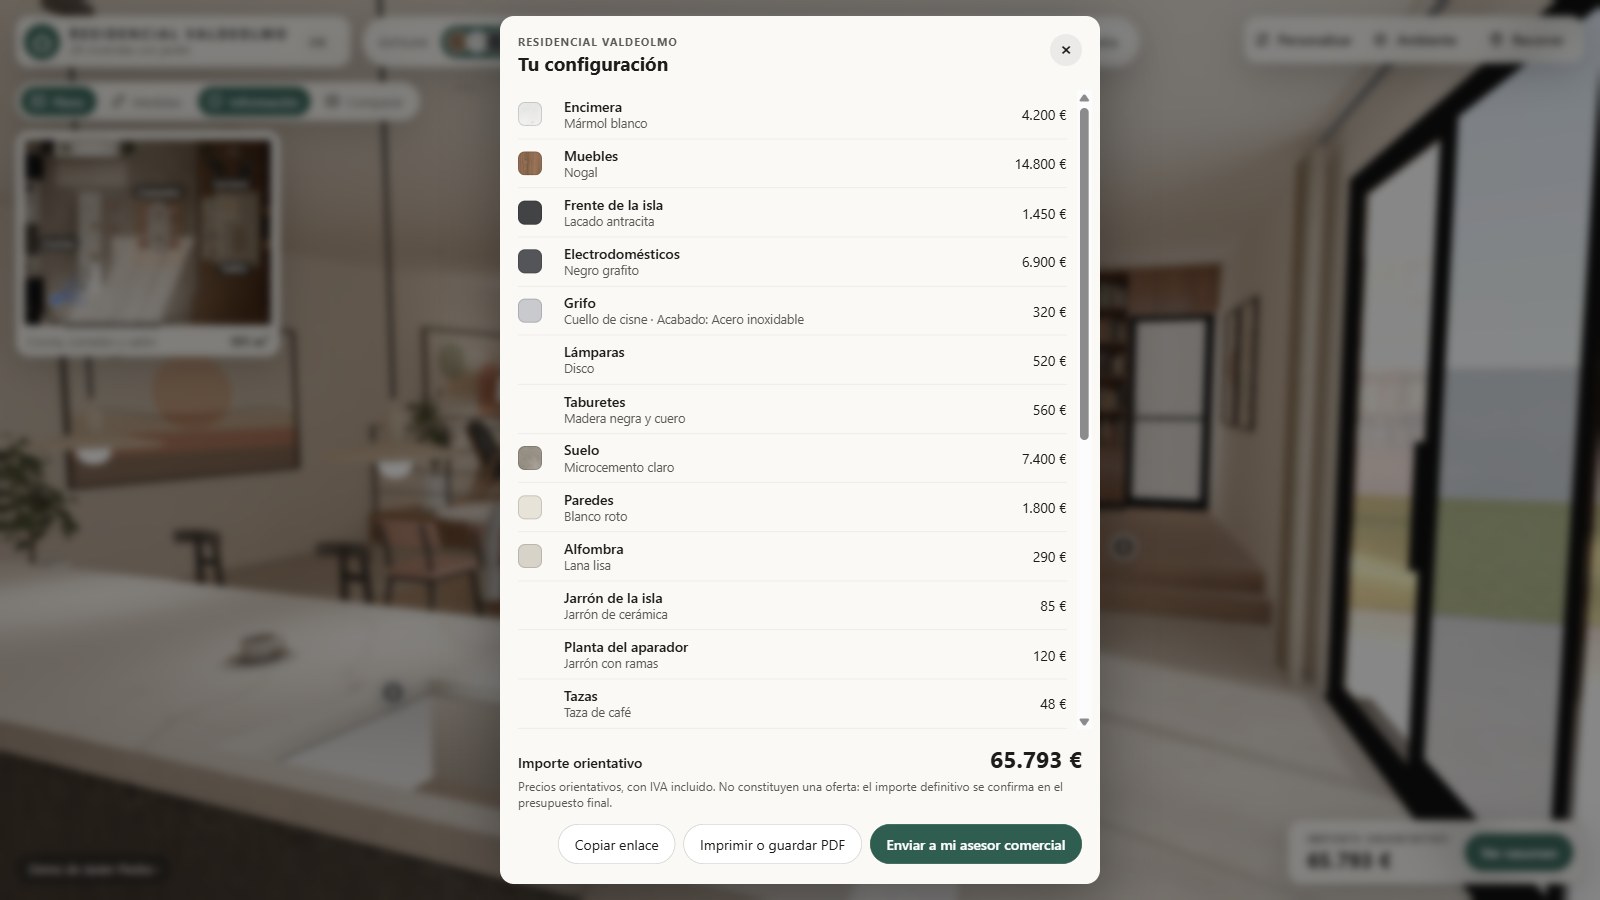 RESIDENCIAL VALDEOLMO
Tu configuración
×
Encimera
Mármol blanco
4.200 €
Muebles
Nogal
14.800 €
Frente de la isla
Lacado antracita
1.450 €
Electrodomésticos
Negro grafito
6.900 €
Grifo
Cuello de cisne · Acabado: Acero inoxidable
320 €
Lámparas
Disco
520 €
Taburetes
Madera negra y cuero
560 €
Suelo
Microcemento claro
7.400 €
Paredes
Blanco roto
1.800 €
Alfombra
Lana lisa
290 €
Jarrón de la isla
Jarrón de cerámica
85 €
Planta del aparador
Jarrón con ramas
120 €
Tazas
Taza de café
48 €
Importe orientativo
65.793 €
Precios orientativos, con IVA incluido. No constituyen una oferta: el importe definitivo se confirma en el
presupuesto final.
Copiar enlace
Imprimir o guardar PDF
Enviar a mi asesor comercial
RESIDENCIAL VALDEOLMO
65.793 €